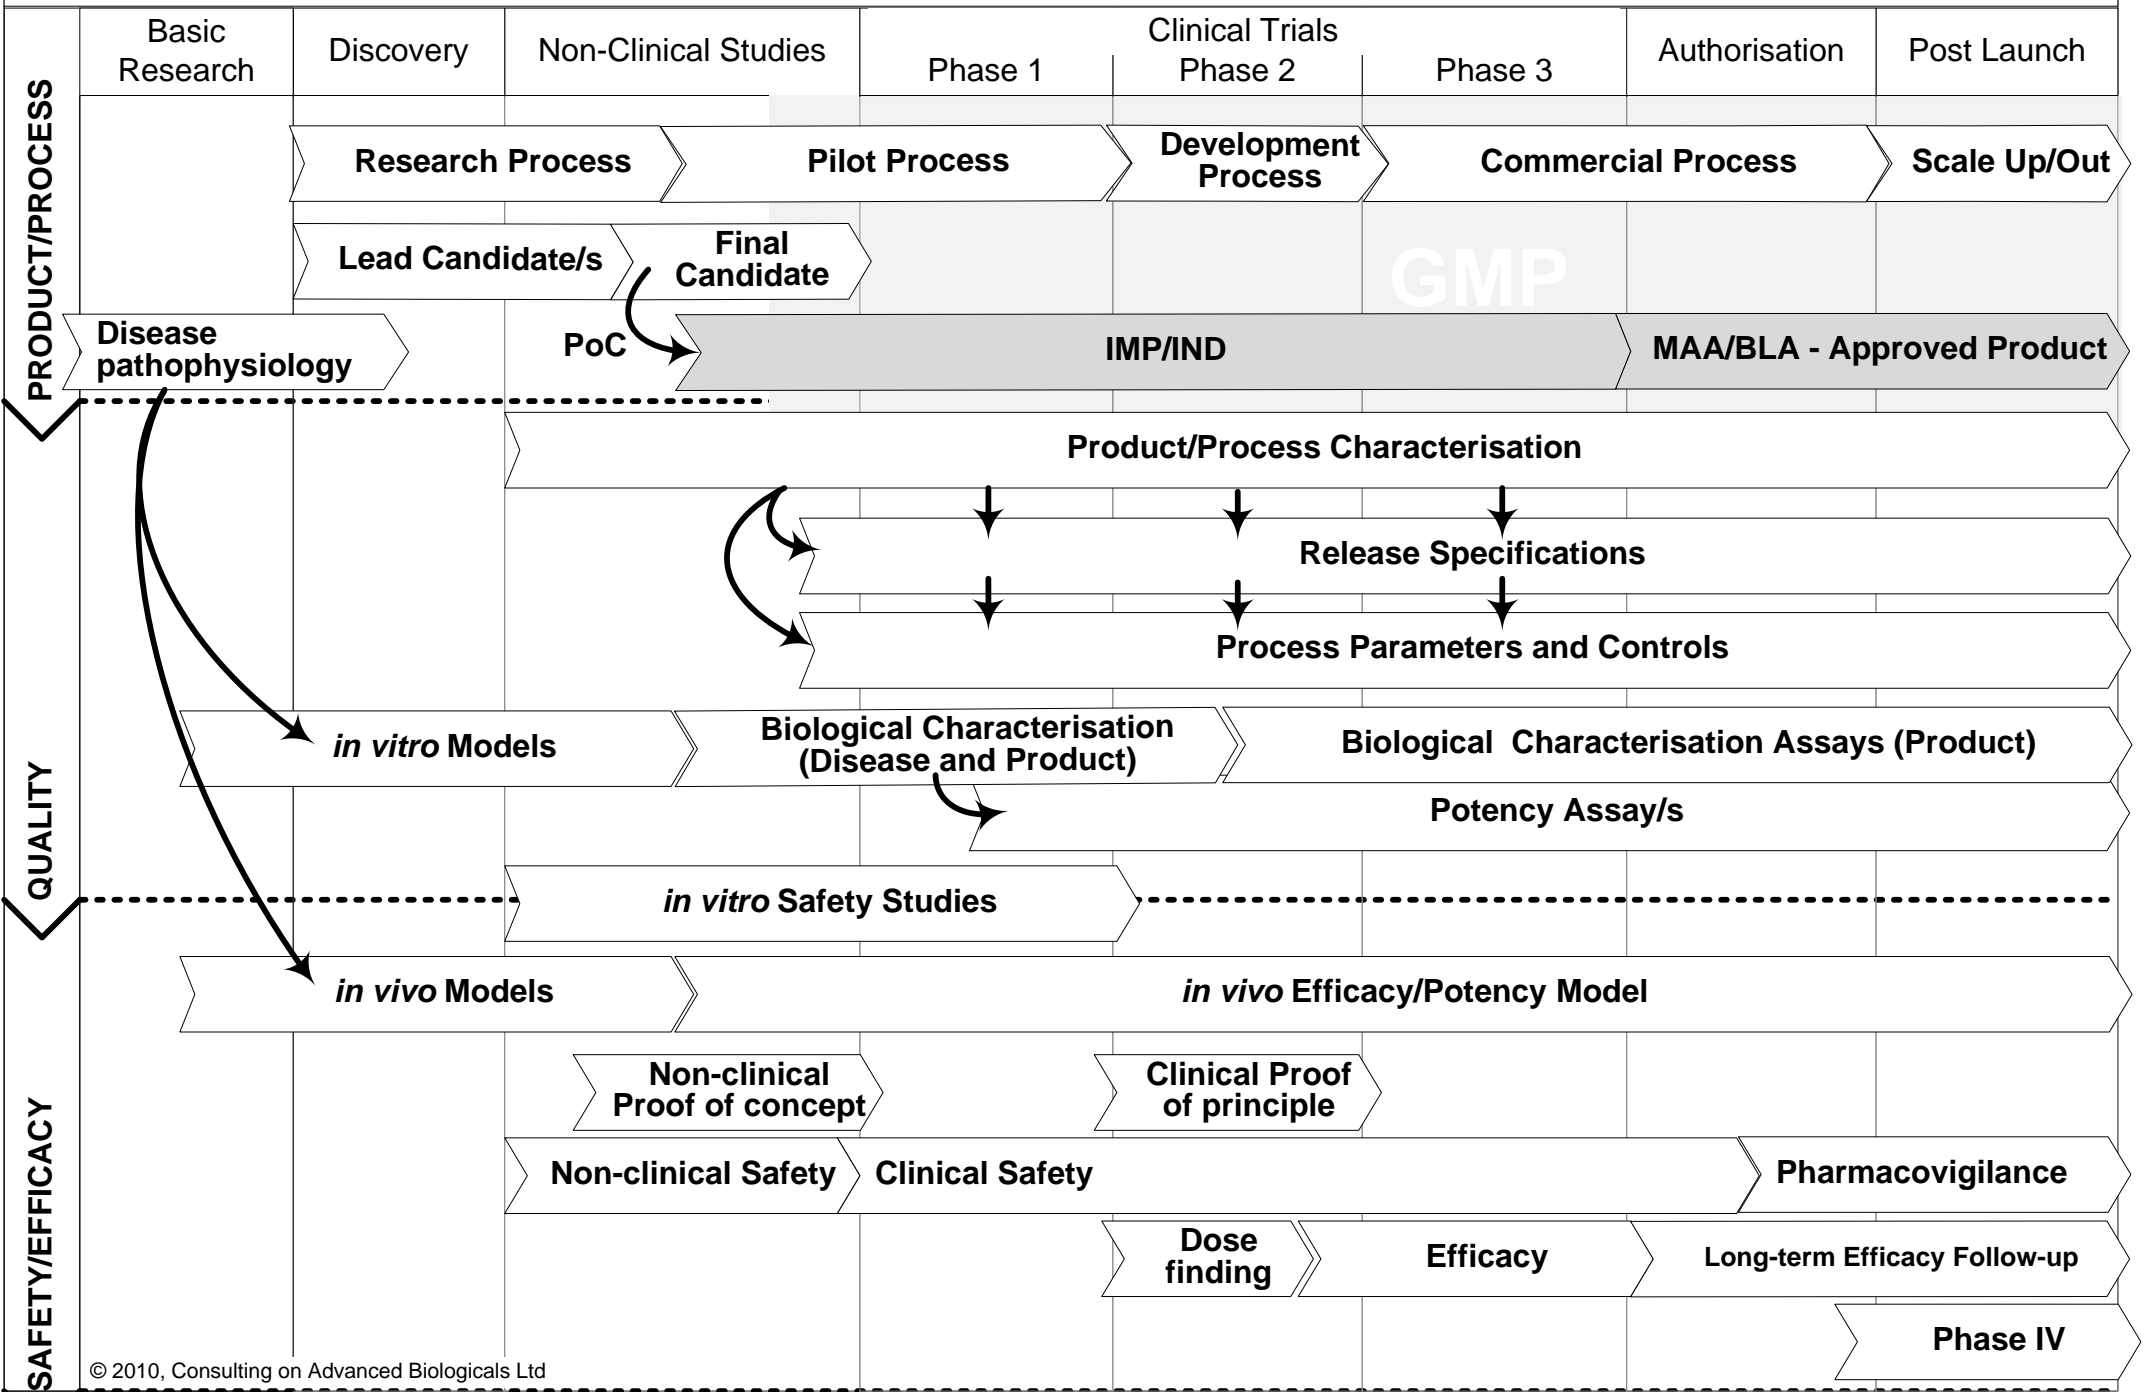 Basic
Research
Discovery
Non-Clinical Studies
Clinical Trials
Phase 1
Phase 2
Phase 3
Authorisation
Post Launch
PRODUCT/PROCESS
Research Process
Pilot Process
Development
Process
Commercial Process
Scale Up/Out
Lead Candidate/s
Final
Candidate
GMP
Disease
pathophysiology
PoC
IMP/IND
MAA/BLA - Approved Product
QUALITY
Product/Process Characterisation
Release Specifications
Process Parameters and Controls
in vitro Models
Biological Characterisation
(Disease and Product)
Biological Characterisation Assays (Product)
Potency Assay/s
in vitro Safety Studies
SAFETY/EFFICACY
in vivo Models
in vivo Efficacy/Potency Model
Non-clinical
Proof of concept
Clinical Proof
of principle
Non-clinical Safety
Clinical Safety
Pharmacovigilance
Dose
finding
Efficacy
Long-term Efficacy Follow-up
Phase IV
© 2010, Consulting on Advanced Biologicals Ltd